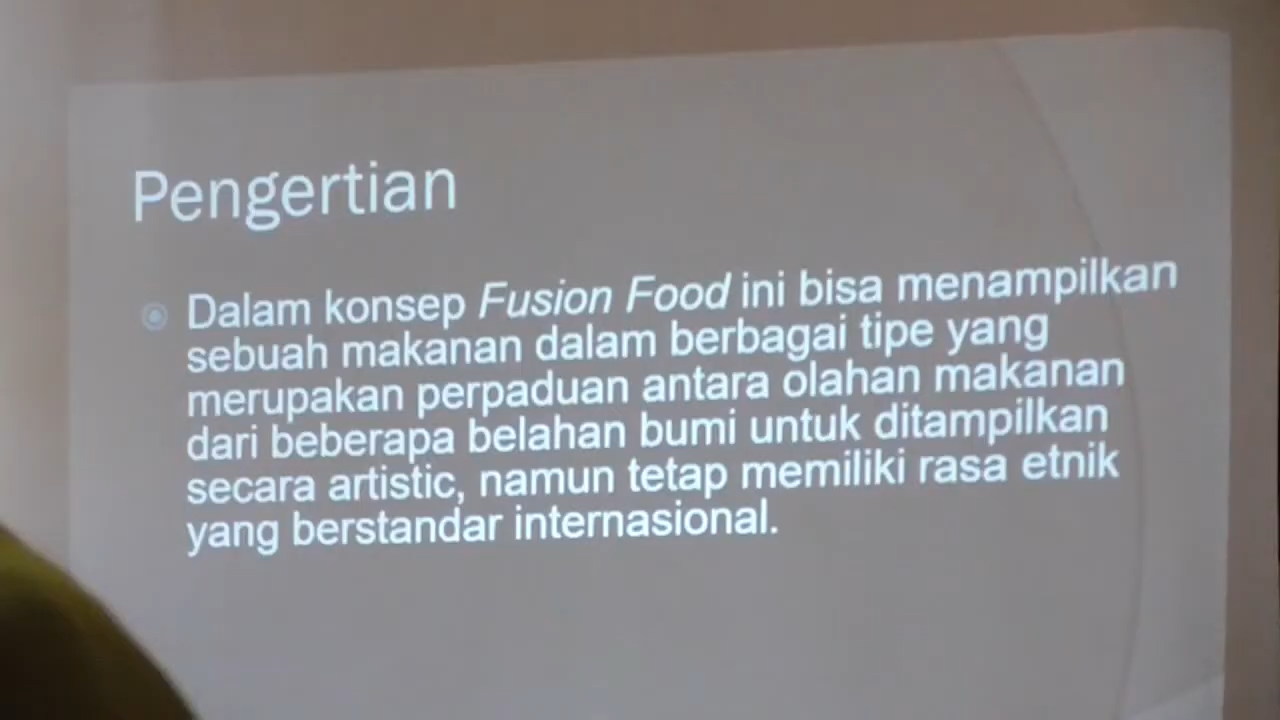 Pengertian
Dalam konsep Fusion Food ini bisa menampilkan
sebuah makanan dalam berbagai tipe yang
merupakan perpaduan antara olahan makanan
dari beberapa belahan bumi untuk ditampilkan
secara artistic, namun tetap memiliki rasa etnik
yang berstandar internasional.